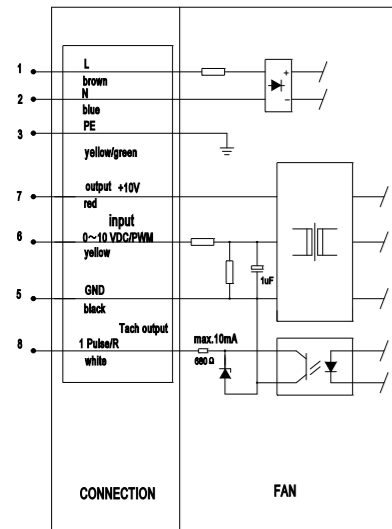 1 L
brown
+
2 N
−
blue
3 PE
yellow/green
7 output +10V
red
input
6 0～10 VDC/PWM
yellow
1uF
5 GND
black
Tach output
8 1 Pulse/R max.10mA
white 680Ω
CONNECTION FAN